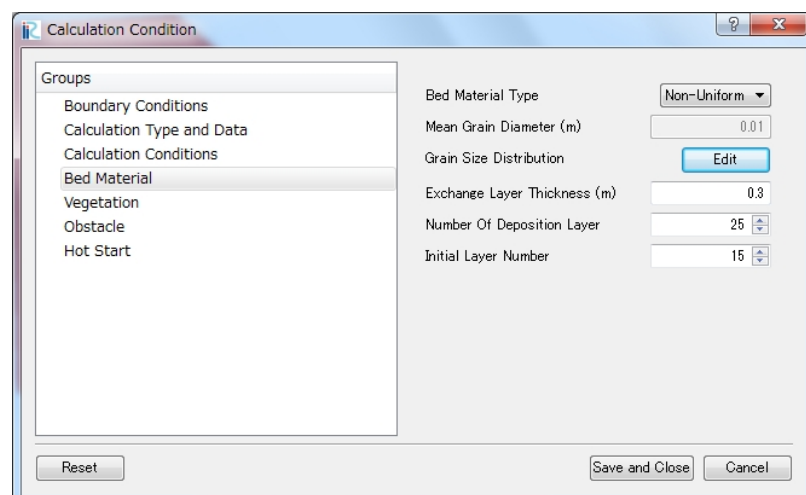 Calculation Condition
Groups
Boundary Conditions
Calculation Type and Data
Calculation Conditions
Bed Material
Vegetation
Obstacle
Hot Start
Bed Material Type Non-Uniform
Mean Grain Diameter (m) 0.01
Grain Size Distribution Edit
Exchange Layer Thickness (m) 0.3
Number Of Deposition Layer 25
Initial Layer Number 15
Reset Save and Close Cancel